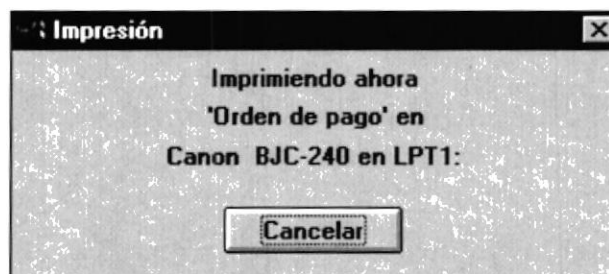 Impresión
Imprimiendo ahora
'Orden de pago' en
Canon BJC-240 en LPT1:
Cancelar